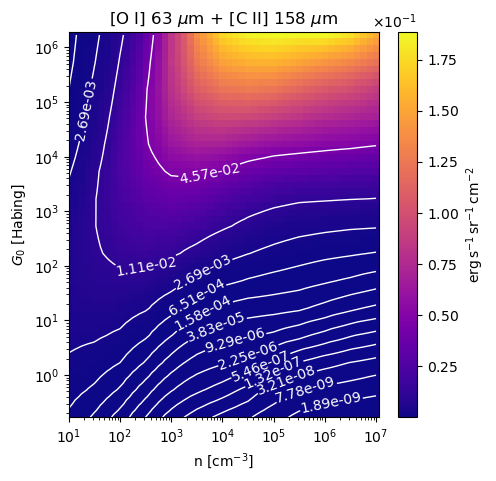 [O I] 63 μm + [C II] 158 μm
×10⁻¹
10⁶
10⁵
10⁴
10³
10²
10¹
10⁰
G₀ [Habing]
2.69e-03
4.57e-02
1.11e-02
2.69e-03
6.51e-04
1.58e-04
3.83e-05
9.29e-06
2.25e-06
5.46e-07
1.32e-07
3.21e-08
7.78e-09
1.89e-09
10¹
10²
10³
10⁴
10⁵
10⁶
10⁷
n [cm⁻³]
1.75
1.50
1.25
1.00
0.75
0.50
0.25
erg s⁻¹ sr⁻¹ cm⁻²